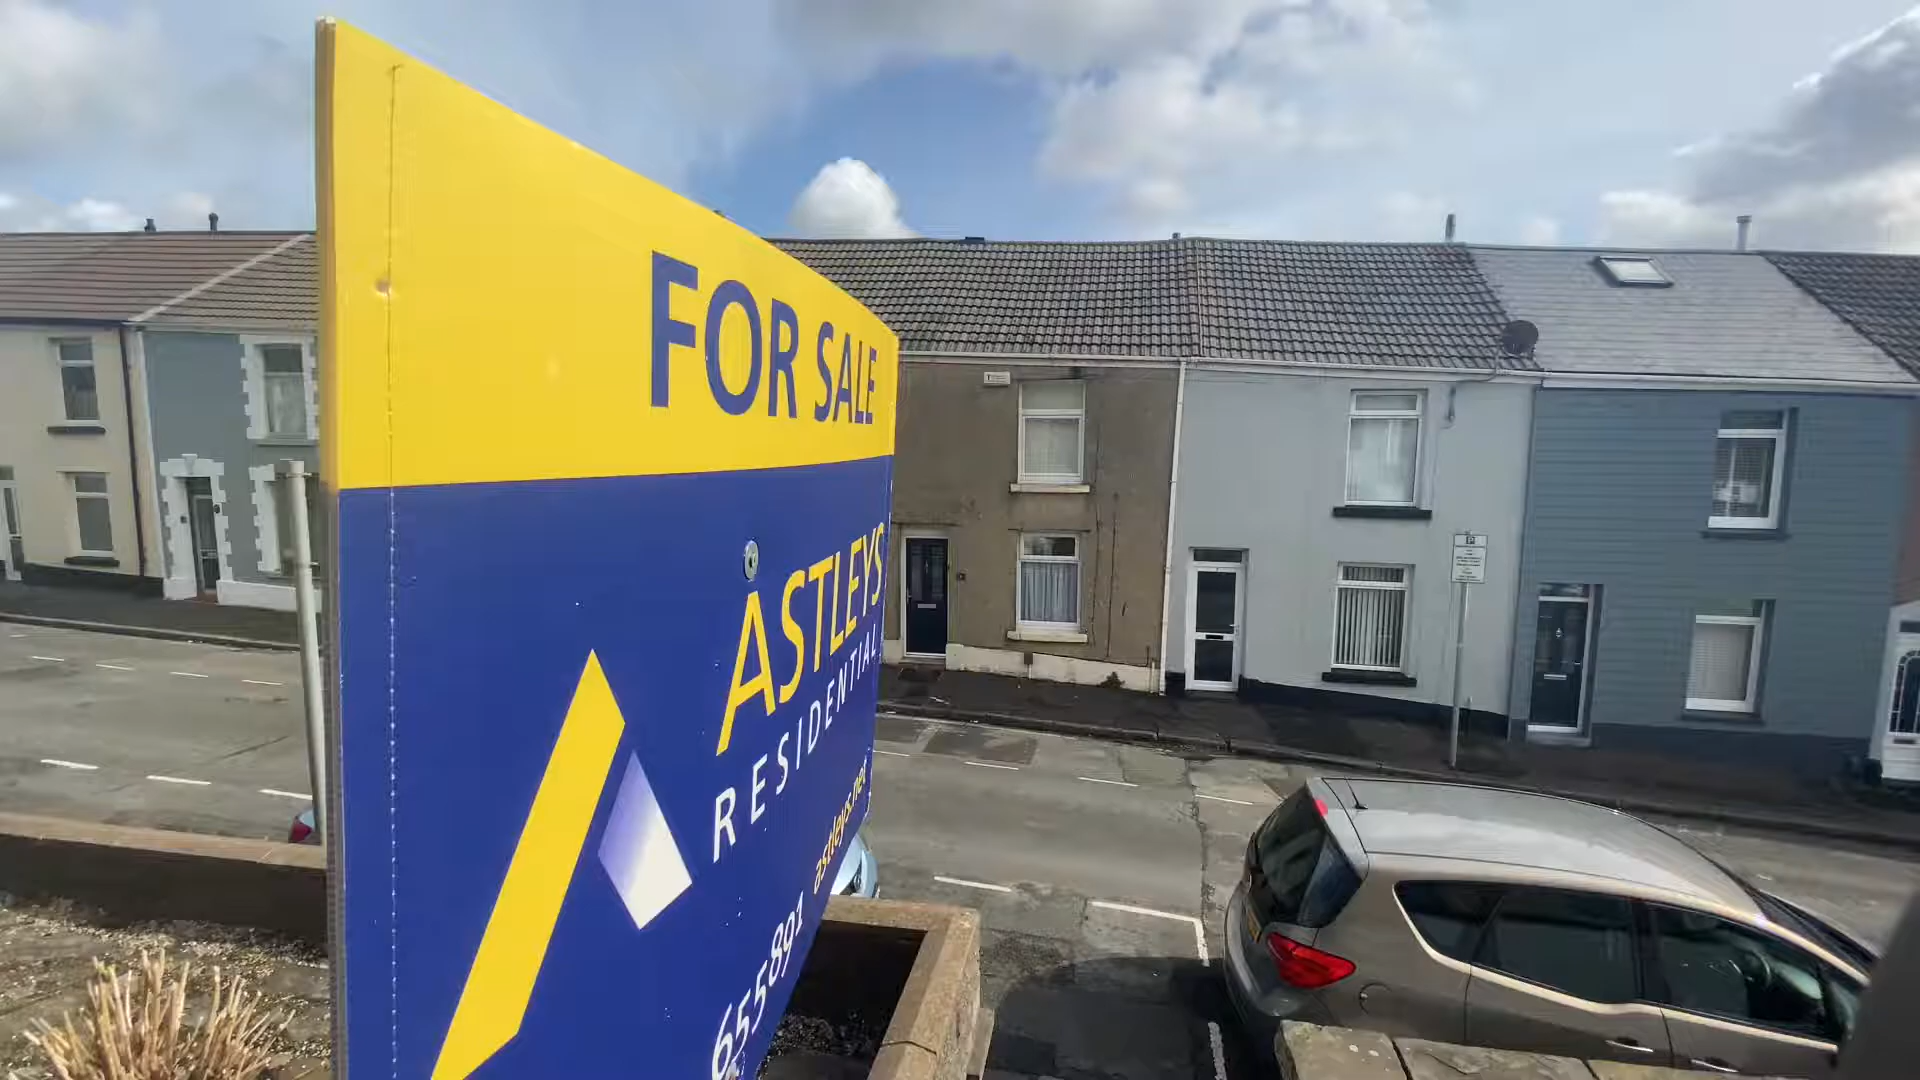 FOR SALE
ASTLEYS
RESIDENTIAL
astleys.net
655891